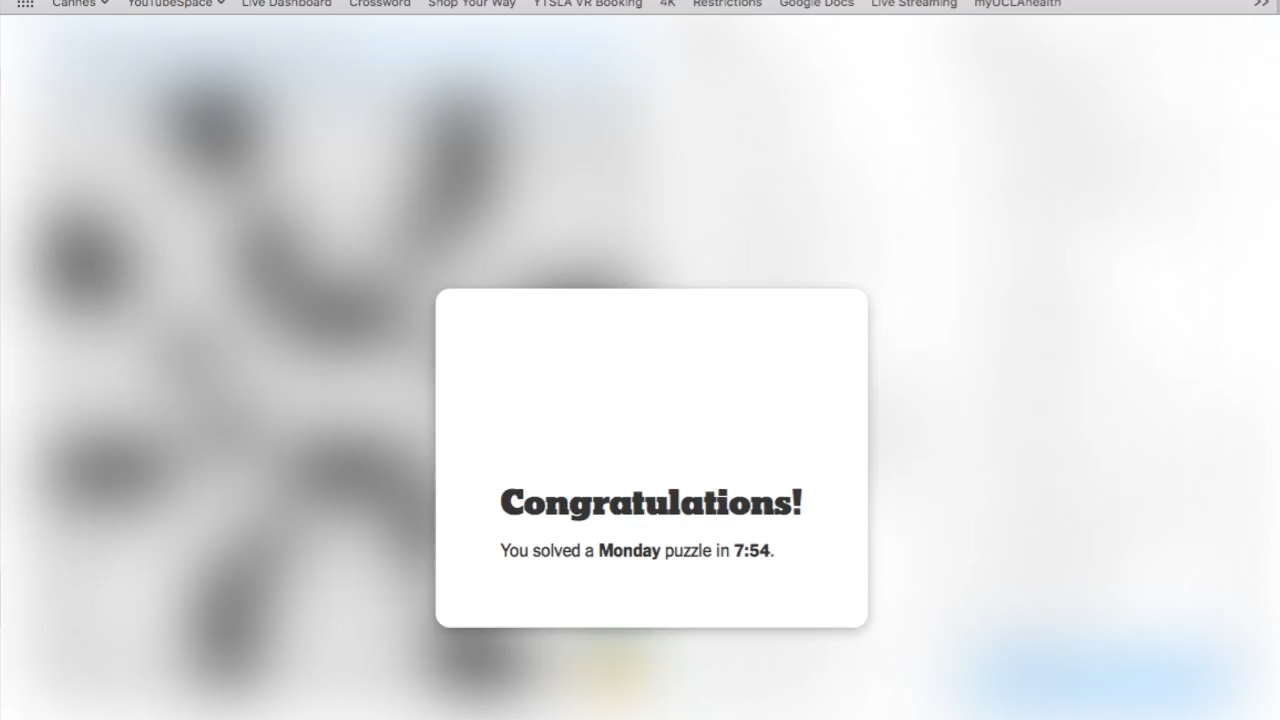 Cannes YouTubeSpace Live Dashboard Crossword Shop Your Way YTSLA VR Booking 4K Restrictions Google Docs Live Streaming myUCLAhealth >>
Congratulations!
You solved a Monday puzzle in 7:54.